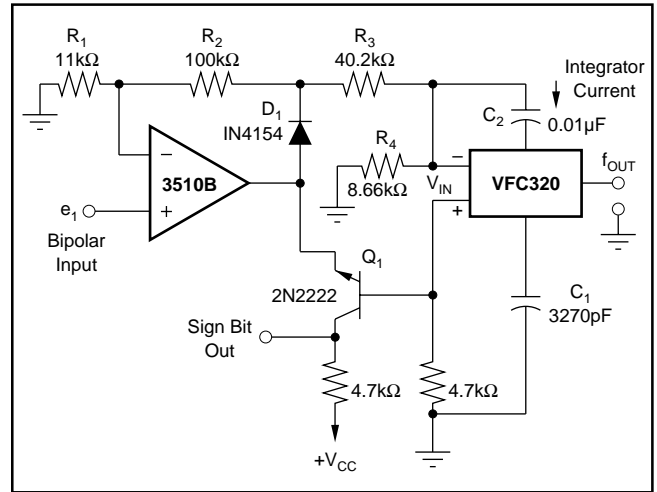 R1
11kΩ
R2
100kΩ
R3
40.2kΩ
Integrator
Current
D1
IN4154
C2
0.01µF
R4
8.66kΩ
–
3510B
+
e1
Bipolar
Input
VIN
–
VFC320
+
fOUT
Q1
2N2222
C1
3270pF
Sign Bit
Out
4.7kΩ
4.7kΩ
+VCC